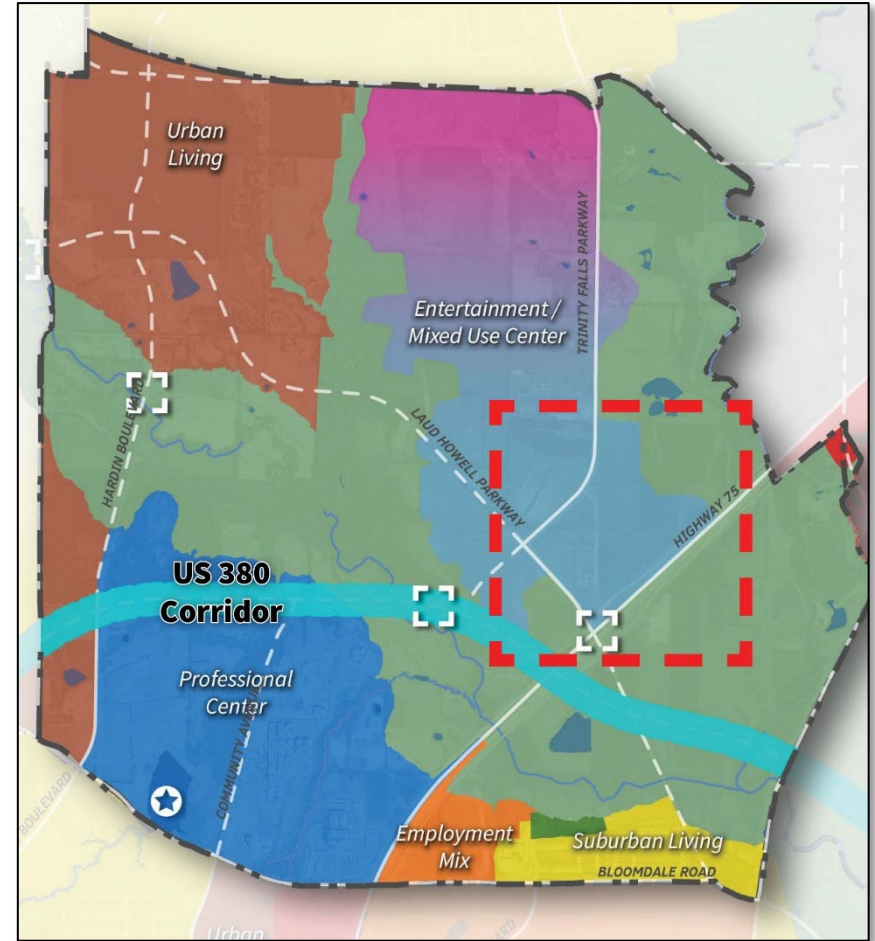 Urban
Living
TRINITY FALLS PARKWAY
Entertainment /
Mixed Use Center
HARDIN BOULEVARD
LAUD HOWELL PARKWAY
HIGHWAY 75
US 380
Corridor
Professional
Center
COMMUNITY AVENUE
BOULEVARD
Employment
Mix
Suburban Living
BLOOMDALE ROAD
Urban